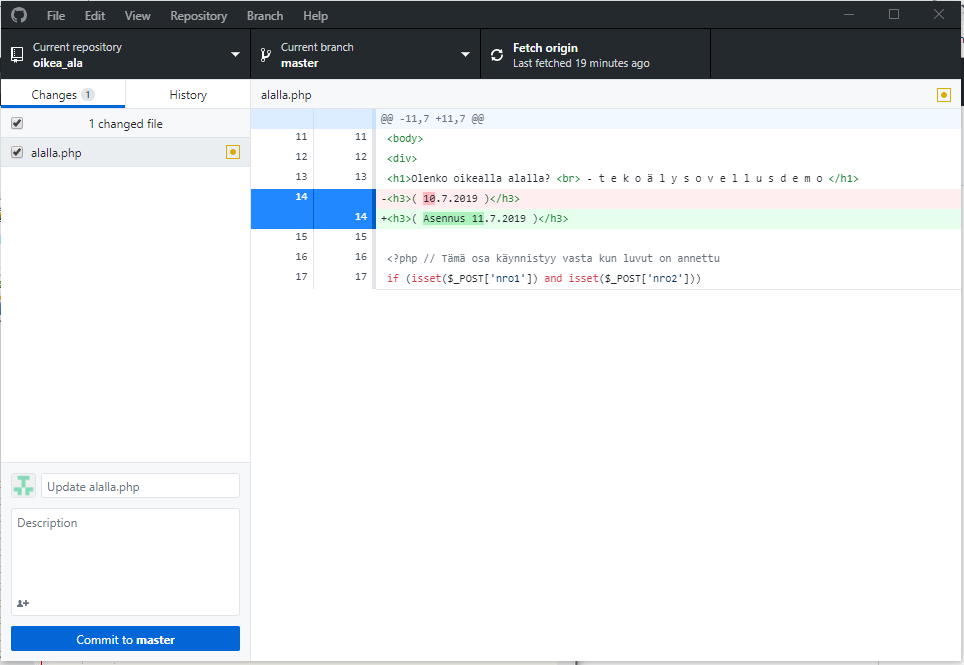 File Edit View Repository Branch Help
Current repository
oikea_ala
Current branch
master
Fetch origin
Last fetched 19 minutes ago
Changes 1 History
1 changed file
alalla.php
Update alalla.php
Description
Commit to master
alalla.php
@@ -11,7 +11,7 @@
11 11 <body>
12 12 <div>
13 13 <h1>Olenko oikealla alalla? <br> - t e k o ä l y s o v e l l u s d e m o </h1>
14 -<h3>( 10.7.2019 )</h3>
14 +<h3>( Asennus 11.7.2019 )</h3>
15 15
16 16 <?php // Tämä osa käynnistyy vasta kun luvut on annettu
17 17 if (isset($_POST['nro1']) and isset($_POST['nro2']))